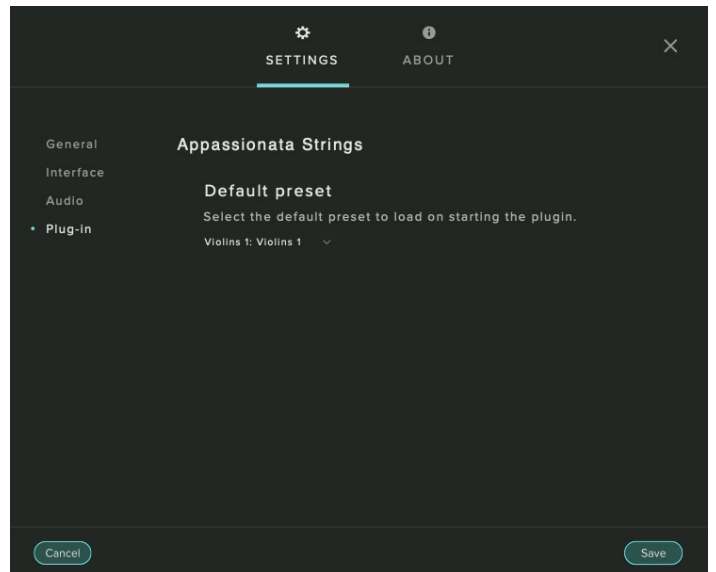 SETTINGS
ABOUT
General
Interface
Audio
Plug-in
Appassionata Strings
Default preset
Select the default preset to load on starting the plugin.
Violins 1: Violins 1
Cancel
Save